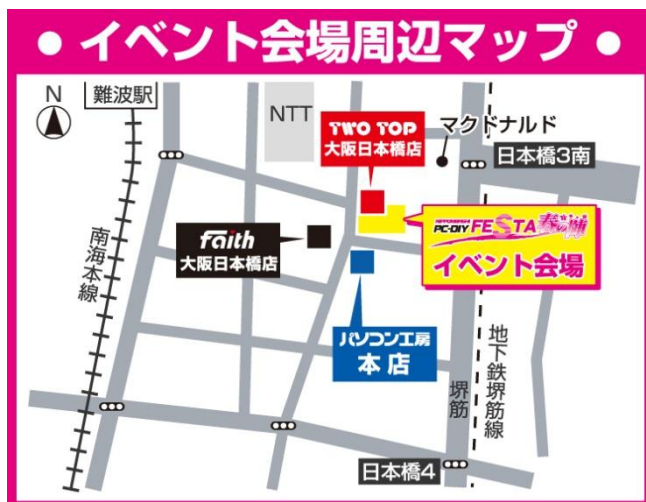 ● イベント会場周辺マップ ●
N
難波駅
NTT
TWO TOP
大阪日本橋店
マクドナルド
日本橋3南
Faith
大阪日本橋店
PC-DIY FESTA 春の輝
イベント会場
南海本線
パソコン工房
本店
堺筋
地下鉄堺筋線
日本橋4